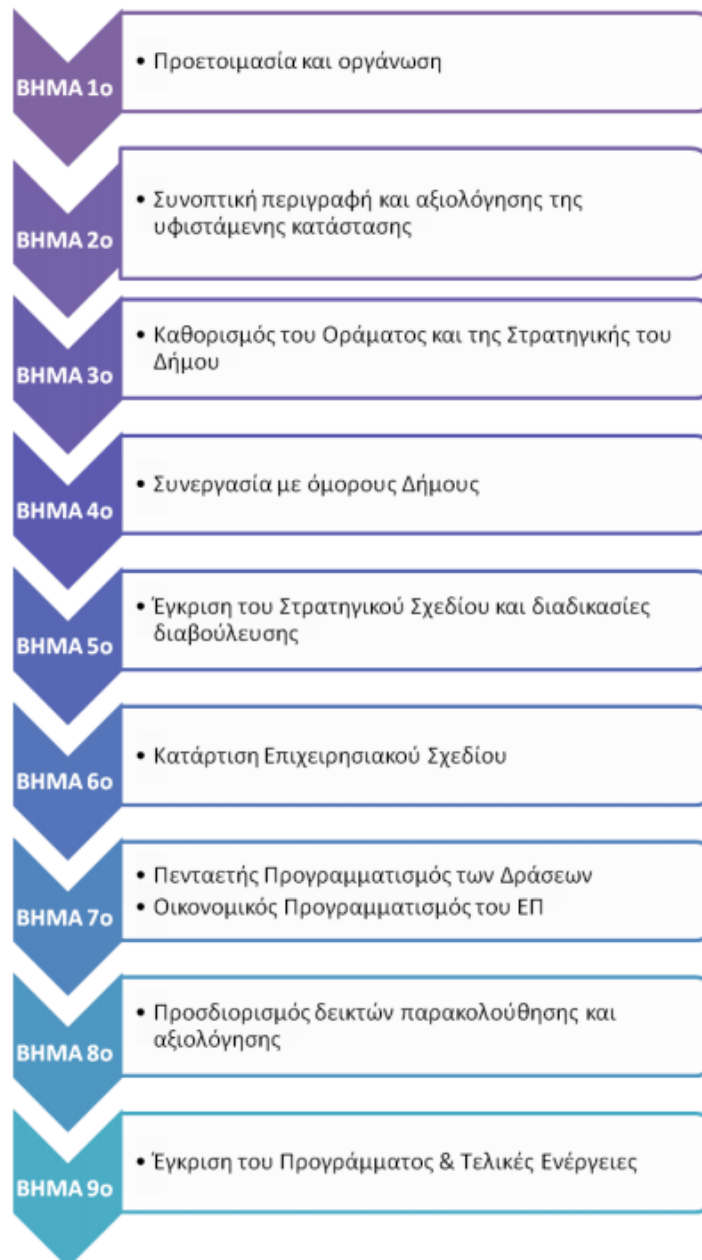 ΒΗΜΑ 1ο
• Προετοιμασία και οργάνωση
ΒΗΜΑ 2ο
• Συνοπτική περιγραφή και αξιολόγησης της
υφιστάμενης κατάστασης
ΒΗΜΑ 3ο
• Καθορισμός του Οράματος και της Στρατηγικής του
Δήμου
ΒΗΜΑ 4ο
• Συνεργασία με όμορους Δήμους
ΒΗΜΑ 5ο
• Έγκριση του Στρατηγικού Σχεδίου και διαδικασίες
διαβούλευσης
ΒΗΜΑ 6ο
• Κατάρτιση Επιχειρησιακού Σχεδίου
ΒΗΜΑ 7ο
• Πενταετής Προγραμματισμός των Δράσεων
• Οικονομικός Προγραμματισμός του ΕΠ
ΒΗΜΑ 8ο
• Προσδιορισμός δεικτών παρακολούθησης και
αξιολόγησης
ΒΗΜΑ 9ο
• Έγκριση του Προγράμματος & Τελικές Ενέργειες